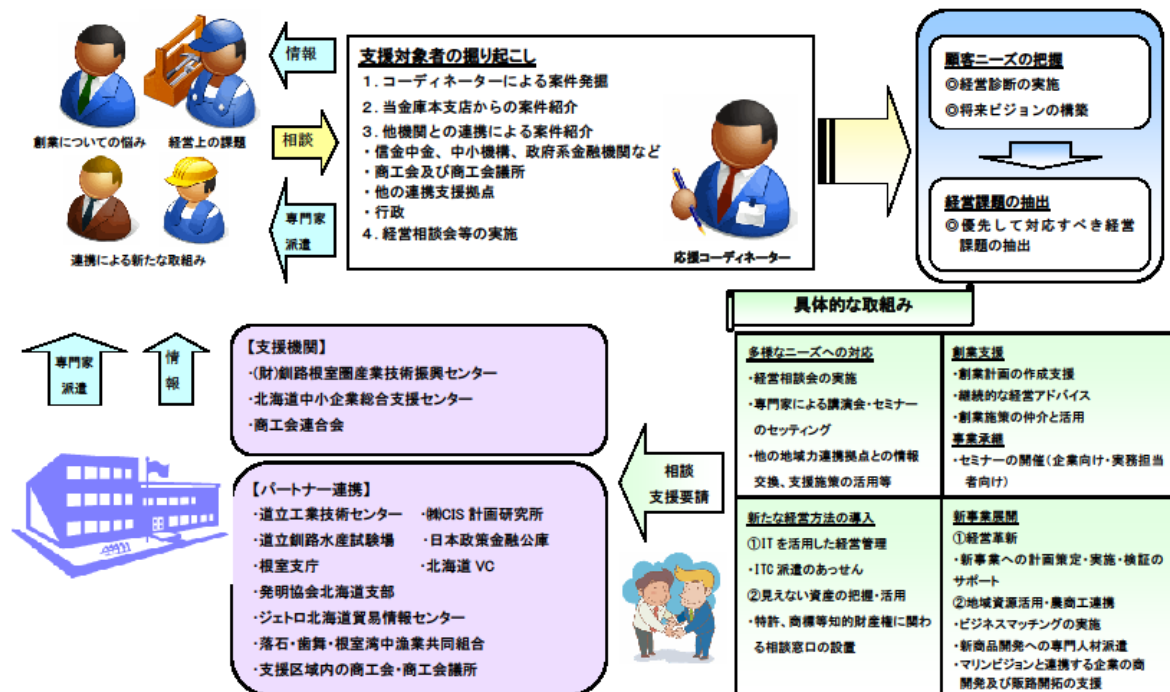 創業についての悩み
経営上の課題
連携による新たな取組み
情報
相談
専門家
派遣
支援対象者の掘り起こし
1.コーディネーターによる案件発掘
2.当金庫本支店からの案件紹介
3.他機関との連携による案件紹介
・信金中金、中小機構、政府系金融機関など
・商工会及び商工会議所
・他の連携支援拠点
・行政
4.経営相談会等の実施
応援コーディネーター
顧客ニーズの把握
◎経営診断の実施
◎将来ビジョンの構築
経営課題の抽出
◎優先して対応すべき経営
課題の抽出
具体的な取組み
多様なニーズへの対応
・経営相談会の実施
・専門家による講演会・セミナー
のセッティング
・他の地域力連携拠点との情報
交換、支援施策の活用等
創業支援
・創業計画の作成支援
・継続的な経営アドバイス
・創業施策の仲介と活用
事業承継
・セミナーの開催(企業向け・実務担当
者向け)
新たな経営方法の導入
①ITを活用した経営管理
・ITC派遣のあっせん
②見えない資産の把握・活用
・特許、商標等知的財産権に関わ
る相談窓口の設置
新事業展開
①経営革新
・新事業への計画策定・実施・検証の
サポート
②地域資源活用・農商工連携
・ビジネスマッチングの実施
・新商品開発への専門人材派遣
・マリンビジョンと連携する企業の商
開発及び販路開拓の支援
相談
支援要請
【支援機関】
・(財)釧路根室圏産業技術振興センター
・北海道中小企業総合支援センター
・商工会連合会
【パートナー連携】
・道立工業技術センター ・㈱CIS計画研究所
・道立釧路水産試験場 ・日本政策金融公庫
・根室支庁 ・北海道VC
・発明協会北海道支部
・ジェトロ北海道貿易情報センター
・落石・歯舞・根室湾中漁業共同組合
・支援区域内の商工会・商工会議所
専門家
派遣
情
報